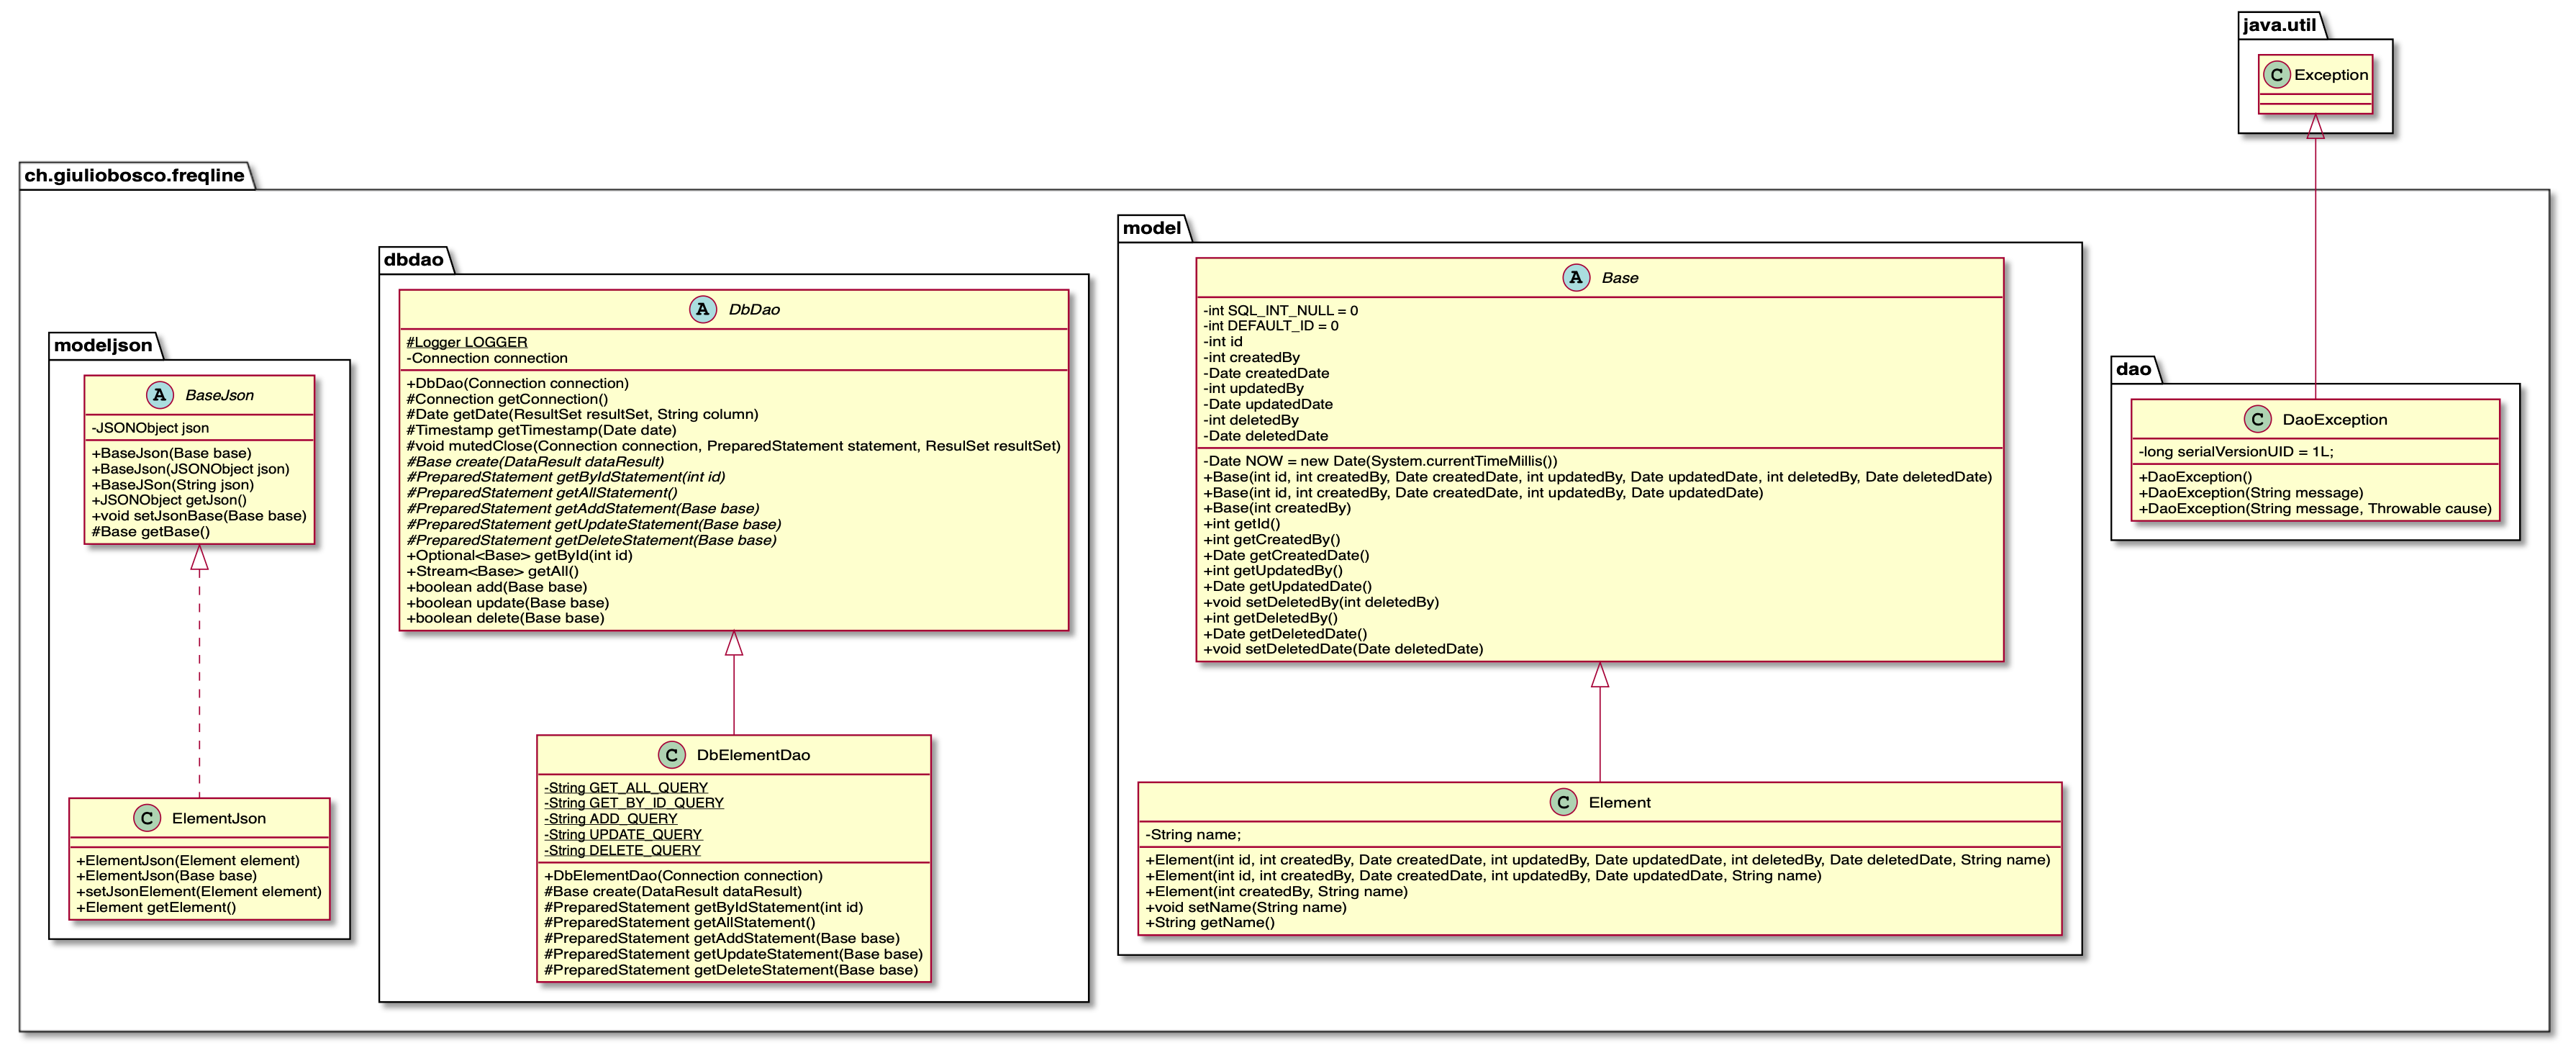 java.util
C Exception
ch.giuliobosco.freqline
modeljson
A BaseJson
-JSONObject json
+BaseJson(Base base)
+BaseJson(JSONObject json)
+BaseJSon(String json)
+JSONObject getJson()
+void setJsonBase(Base base)
#Base getBase()
C ElementJson
+ElementJson(Element element)
+ElementJson(Base base)
+setJsonElement(Element element)
+Element getElement()
dbdao
A DbDao
#Logger LOGGER
-Connection connection
+DbDao(Connection connection)
#Connection getConnection()
#Date getDate(ResultSet resultSet, String column)
#Timestamp getTimestamp(Date date)
#void mutedClose(Connection connection, PreparedStatement statement, ResulSet resultSet)
#Base create(DataResult dataResult)
#PreparedStatement getByIdStatement(int id)
#PreparedStatement getAllStatement()
#PreparedStatement getAddStatement(Base base)
#PreparedStatement getUpdateStatement(Base base)
#PreparedStatement getDeleteStatement(Base base)
+Optional<Base> getById(int id)
+Stream<Base> getAll()
+boolean add(Base base)
+boolean update(Base base)
+boolean delete(Base base)
C DbElementDao
-String GET_ALL_QUERY
-String GET_BY_ID_QUERY
-String ADD_QUERY
-String UPDATE_QUERY
-String DELETE_QUERY
+DbElementDao(Connection connection)
#Base create(DataResult dataResult)
#PreparedStatement getByIdStatement(int id)
#PreparedStatement getAllStatement()
#PreparedStatement getAddStatement(Base base)
#PreparedStatement getUpdateStatement(Base base)
#PreparedStatement getDeleteStatement(Base base)
model
A Base
-int SQL_INT_NULL = 0
-int DEFAULT_ID = 0
-int id
-int createdBy
-Date createdDate
-int updatedBy
-Date updatedDate
-int deletedBy
-Date deletedDate
-Date NOW = new Date(System.currentTimeMillis())
+Base(int id, int createdBy, Date createdDate, int updatedBy, Date updatedDate, int deletedBy, Date deletedDate)
+Base(int id, int createdBy, Date createdDate, int updatedBy, Date updatedDate)
+Base(int createdBy)
+int getId()
+int getCreatedBy()
+Date getCreatedDate()
+int getUpdatedBy()
+Date getUpdatedDate()
+void setDeletedBy(int deletedBy)
+int getDeletedBy()
+Date getDeletedDate()
+void setDeletedDate(Date deletedDate)
C Element
-String name;
+Element(int id, int createdBy, Date createdDate, int updatedBy, Date updatedDate, int deletedBy, Date deletedDate, String name)
+Element(int id, int createdBy, Date createdDate, int updatedBy, Date updatedDate, String name)
+Element(int createdBy, String name)
+void setName(String name)
+String getName()
dao
C DaoException
-long serialVersionUID = 1L;
+DaoException()
+DaoException(String message)
+DaoException(String message, Throwable cause)